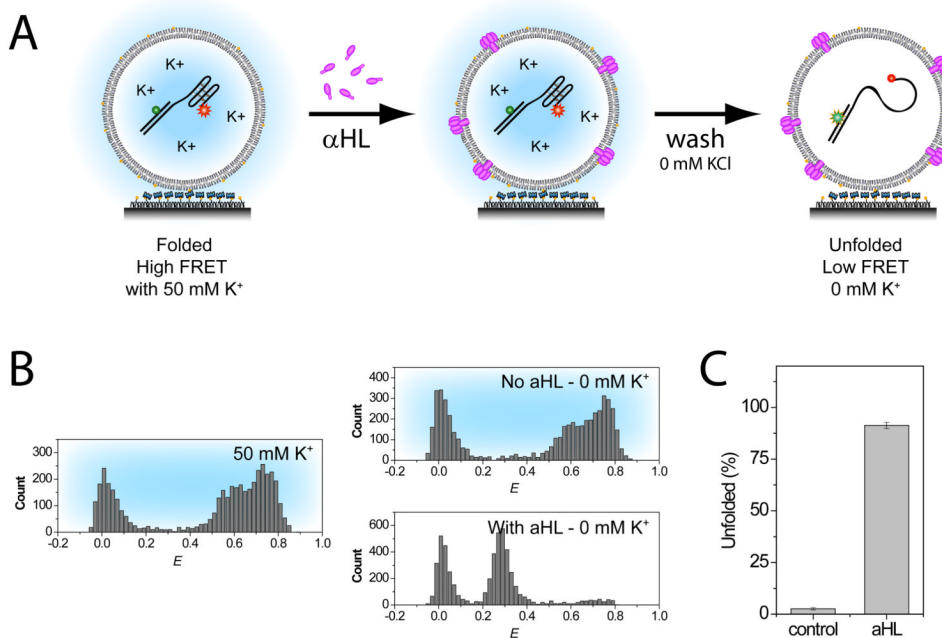 A
K+
K+
K+
K+
Folded
High FRET
with 50 mM K⁺
αHL
K+
K+
K+
K+
wash
0 mM KCl
Unfolded
Low FRET
0 mM K⁺
B
50 mM K⁺
Count
300
200
100
0
-0.2 0.0 0.2 0.4 0.6 0.8 1.0
E
No aHL - 0 mM K⁺
Count
400
300
200
100
0
-0.2 0.0 0.2 0.4 0.6 0.8 1.0
E
With aHL - 0 mM K⁺
Count
600
400
200
0
-0.2 0.0 0.2 0.4 0.6 0.8 1.0
E
C
Unfolded (%)
100
75
50
25
0
control aHL